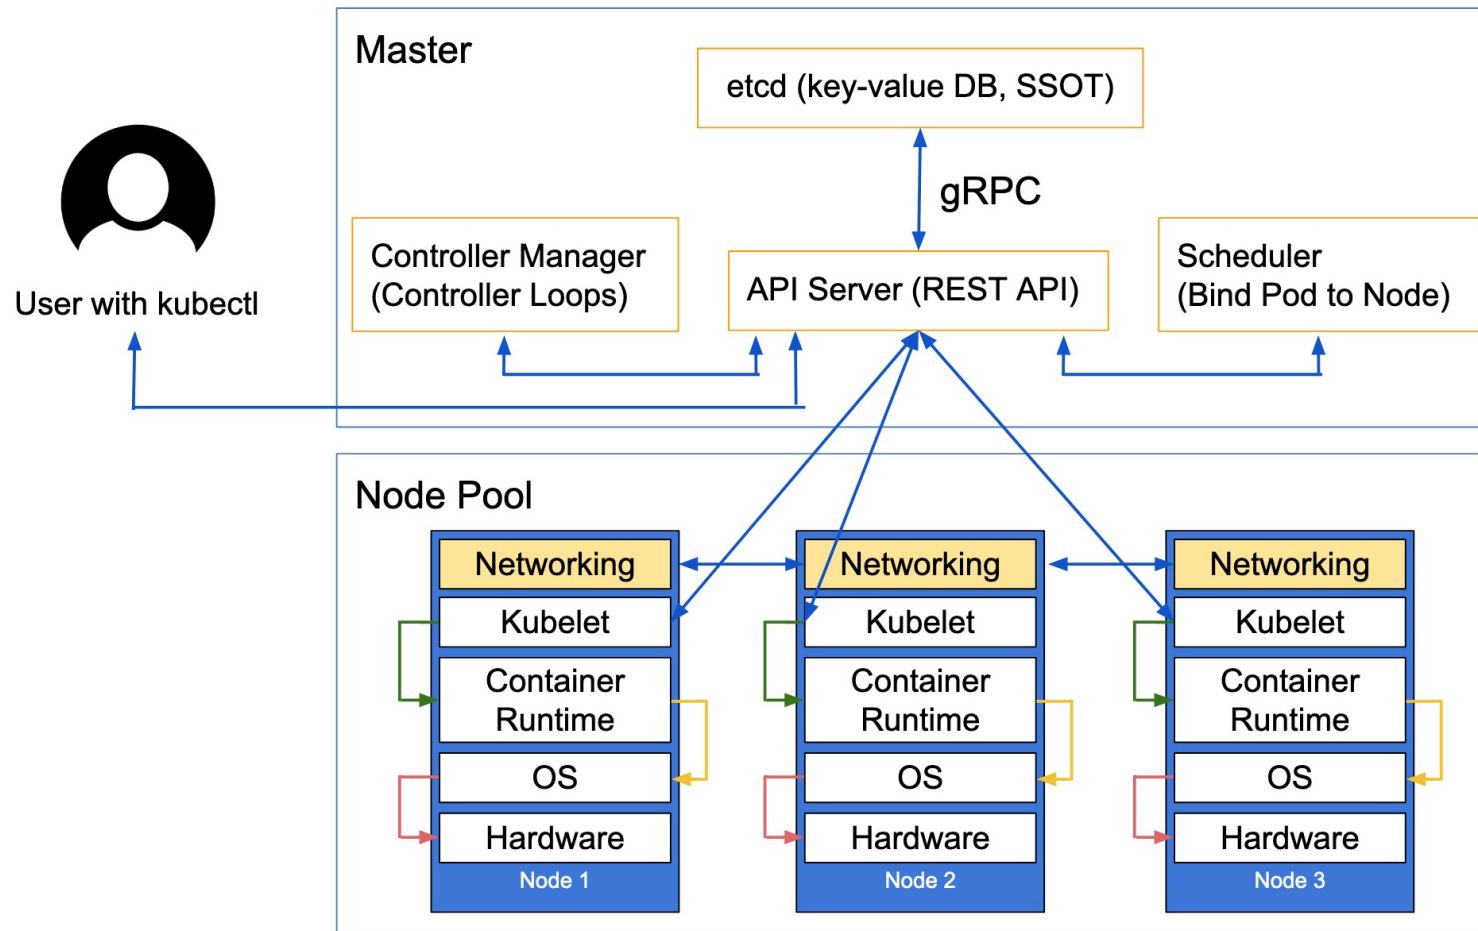 Master
etcd (key-value DB, SSOT)
gRPC
Controller Manager
(Controller Loops)
API Server (REST API)
Scheduler
(Bind Pod to Node)
User with kubectl
Node Pool
Networking
Kubelet
Container
Runtime
OS
Hardware
Node 1
Networking
Kubelet
Container
Runtime
OS
Hardware
Node 2
Networking
Kubelet
Container
Runtime
OS
Hardware
Node 3